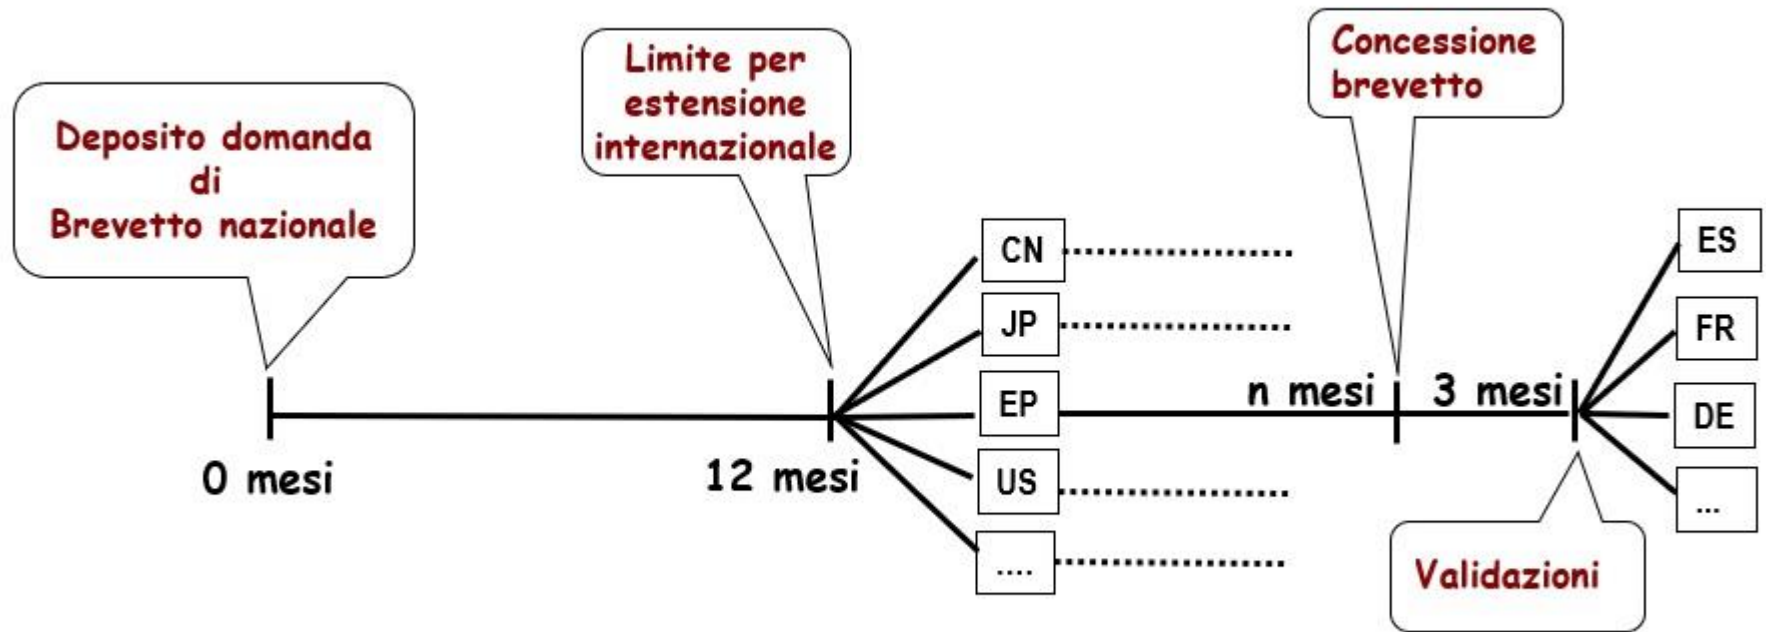 Deposito domanda
di
Brevetto nazionale
Limite per
estensione
internazionale
Concessione
brevetto
CN
JP
EP
US
....
ES
FR
DE
...
n mesi
3 mesi
0 mesi
12 mesi
Validazioni